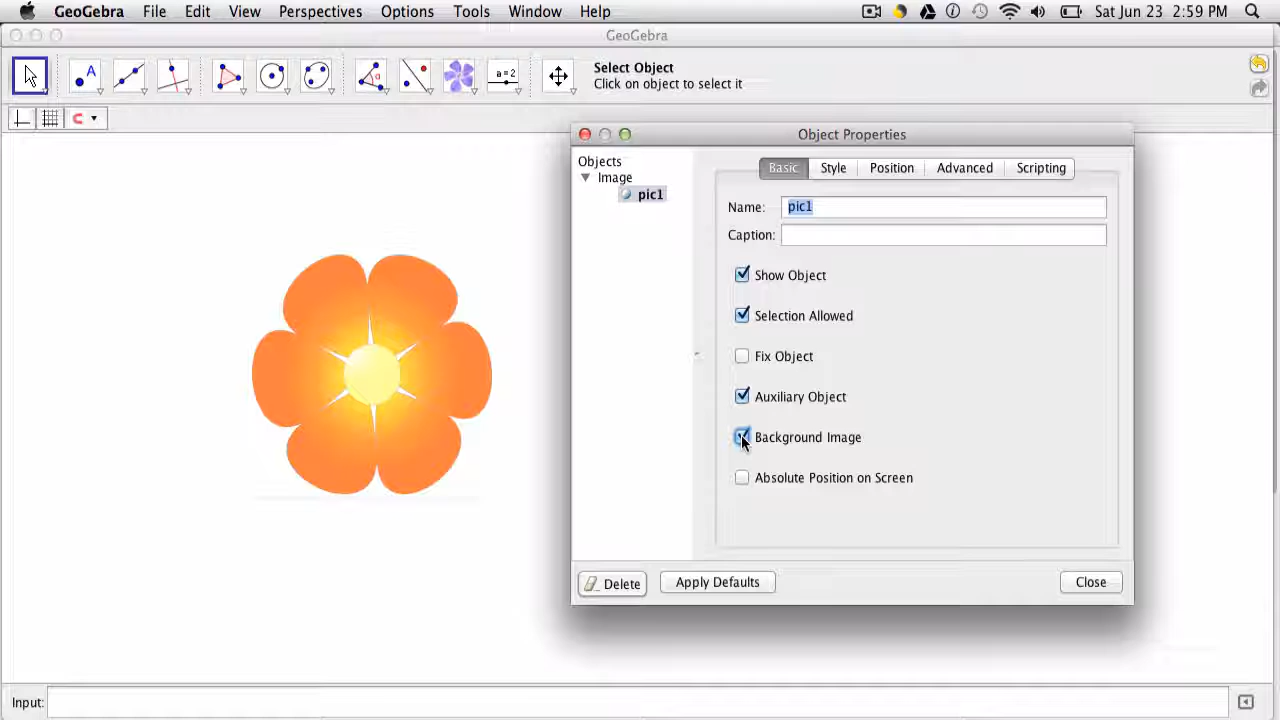 GeoGebra File Edit View Perspectives Options Tools Window Help Sat Jun 23 2:59 PM
GeoGebra
A
α
a=2
Select Object
Click on object to select it
Object Properties
Objects
Image
pic1
Basic Style Position Advanced Scripting
Name: pic1
Caption:
Show Object
Selection Allowed
Fix Object
Auxiliary Object
Background Image
Absolute Position on Screen
Delete Apply Defaults Close
Input: